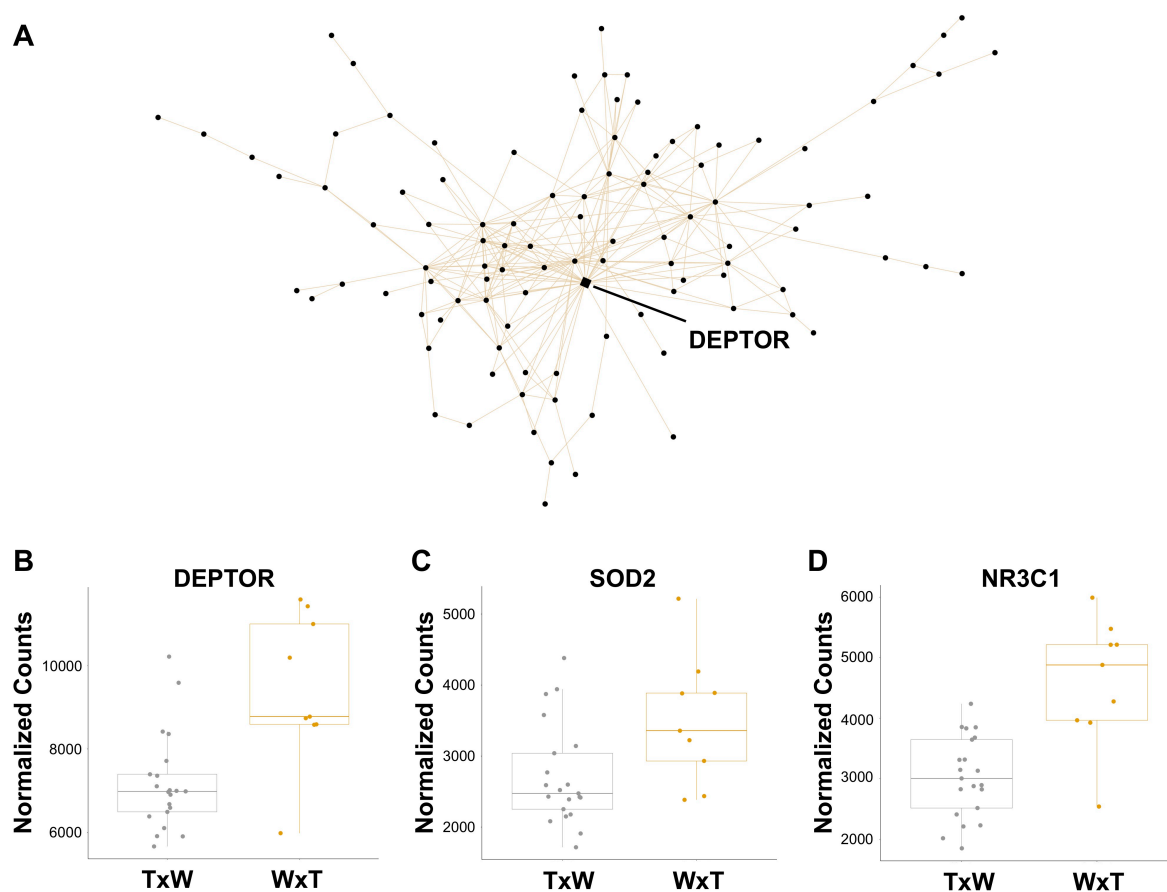 A
DEPTOR
B
DEPTOR
Normalized Counts
10000
8000
6000
TxW
WxT
C
SOD2
Normalized Counts
5000
4000
3000
2000
TxW
WxT
D
NR3C1
Normalized Counts
6000
5000
4000
3000
2000
TxW
WxT